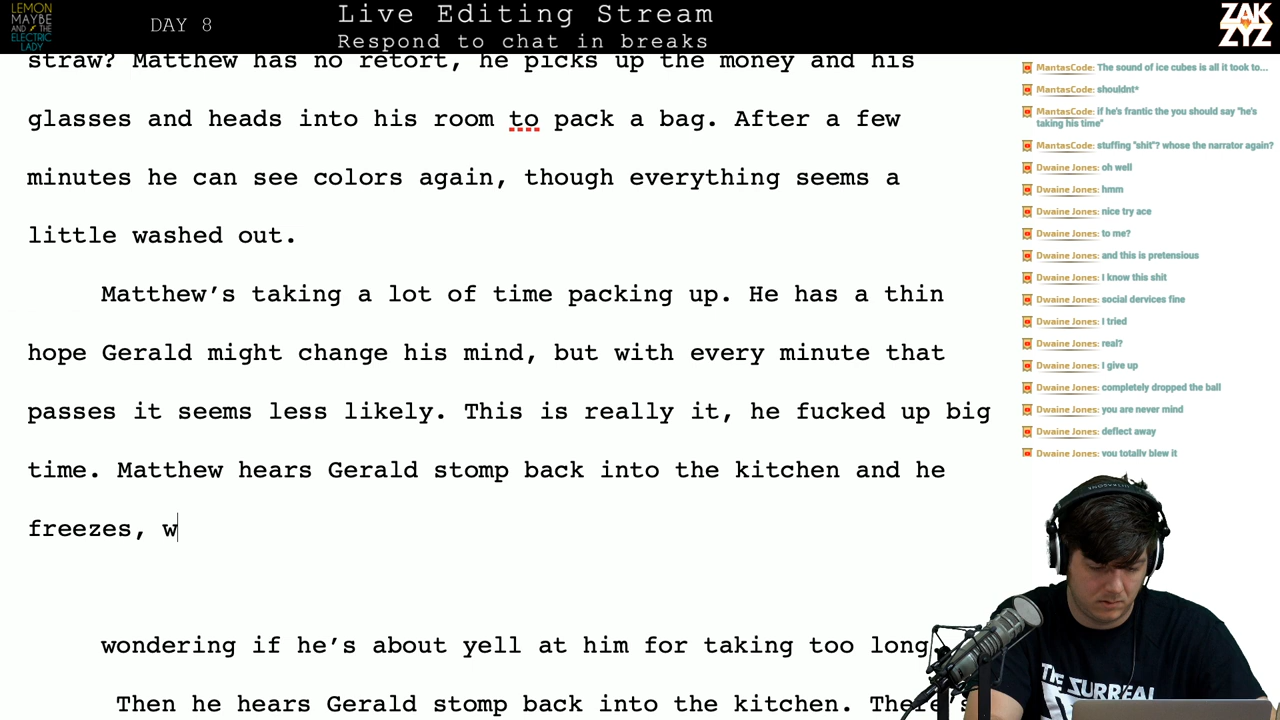 LEMON
MAYBE
AND THE
ELECTRIC
LADY
DAY 8
Live Editing Stream
Respond to chat in breaks
ZAK
ZYZ
straw? Matthew has no retort, he picks up the money and his
glasses and heads into his room to pack a bag. After a few
minutes he can see colors again, though everything seems a
little washed out.
Matthew’s taking a lot of time packing up. He has a thin
hope Gerald might change his mind, but with every minute that
passes it seems less likely. This is really it, he fucked up big
time. Matthew hears Gerald stomp back into the kitchen and he
freezes, w
wondering if he’s about yell at him for taking too long.
Then he hears Gerald stomp back into the kitchen. There’s
MantasCode: The sound of ice cubes is all it took to...
MantasCode: shouldnt*
MantasCode: if he's frantic the you should say "he's
taking his time"
MantasCode: stuffing "shit"? whose the narrator again?
Dwaine Jones: oh well
Dwaine Jones: hmm
Dwaine Jones: nice try ace
Dwaine Jones: to me?
Dwaine Jones: and this is pretensious
Dwaine Jones: I know this shit
Dwaine Jones: social dervices fine
Dwaine Jones: I tried
Dwaine Jones: real?
Dwaine Jones: I give up
Dwaine Jones: completely dropped the ball
Dwaine Jones: you are never mind
Dwaine Jones: deflect away
Dwaine Jones: you totally blew it
THE SURREAL